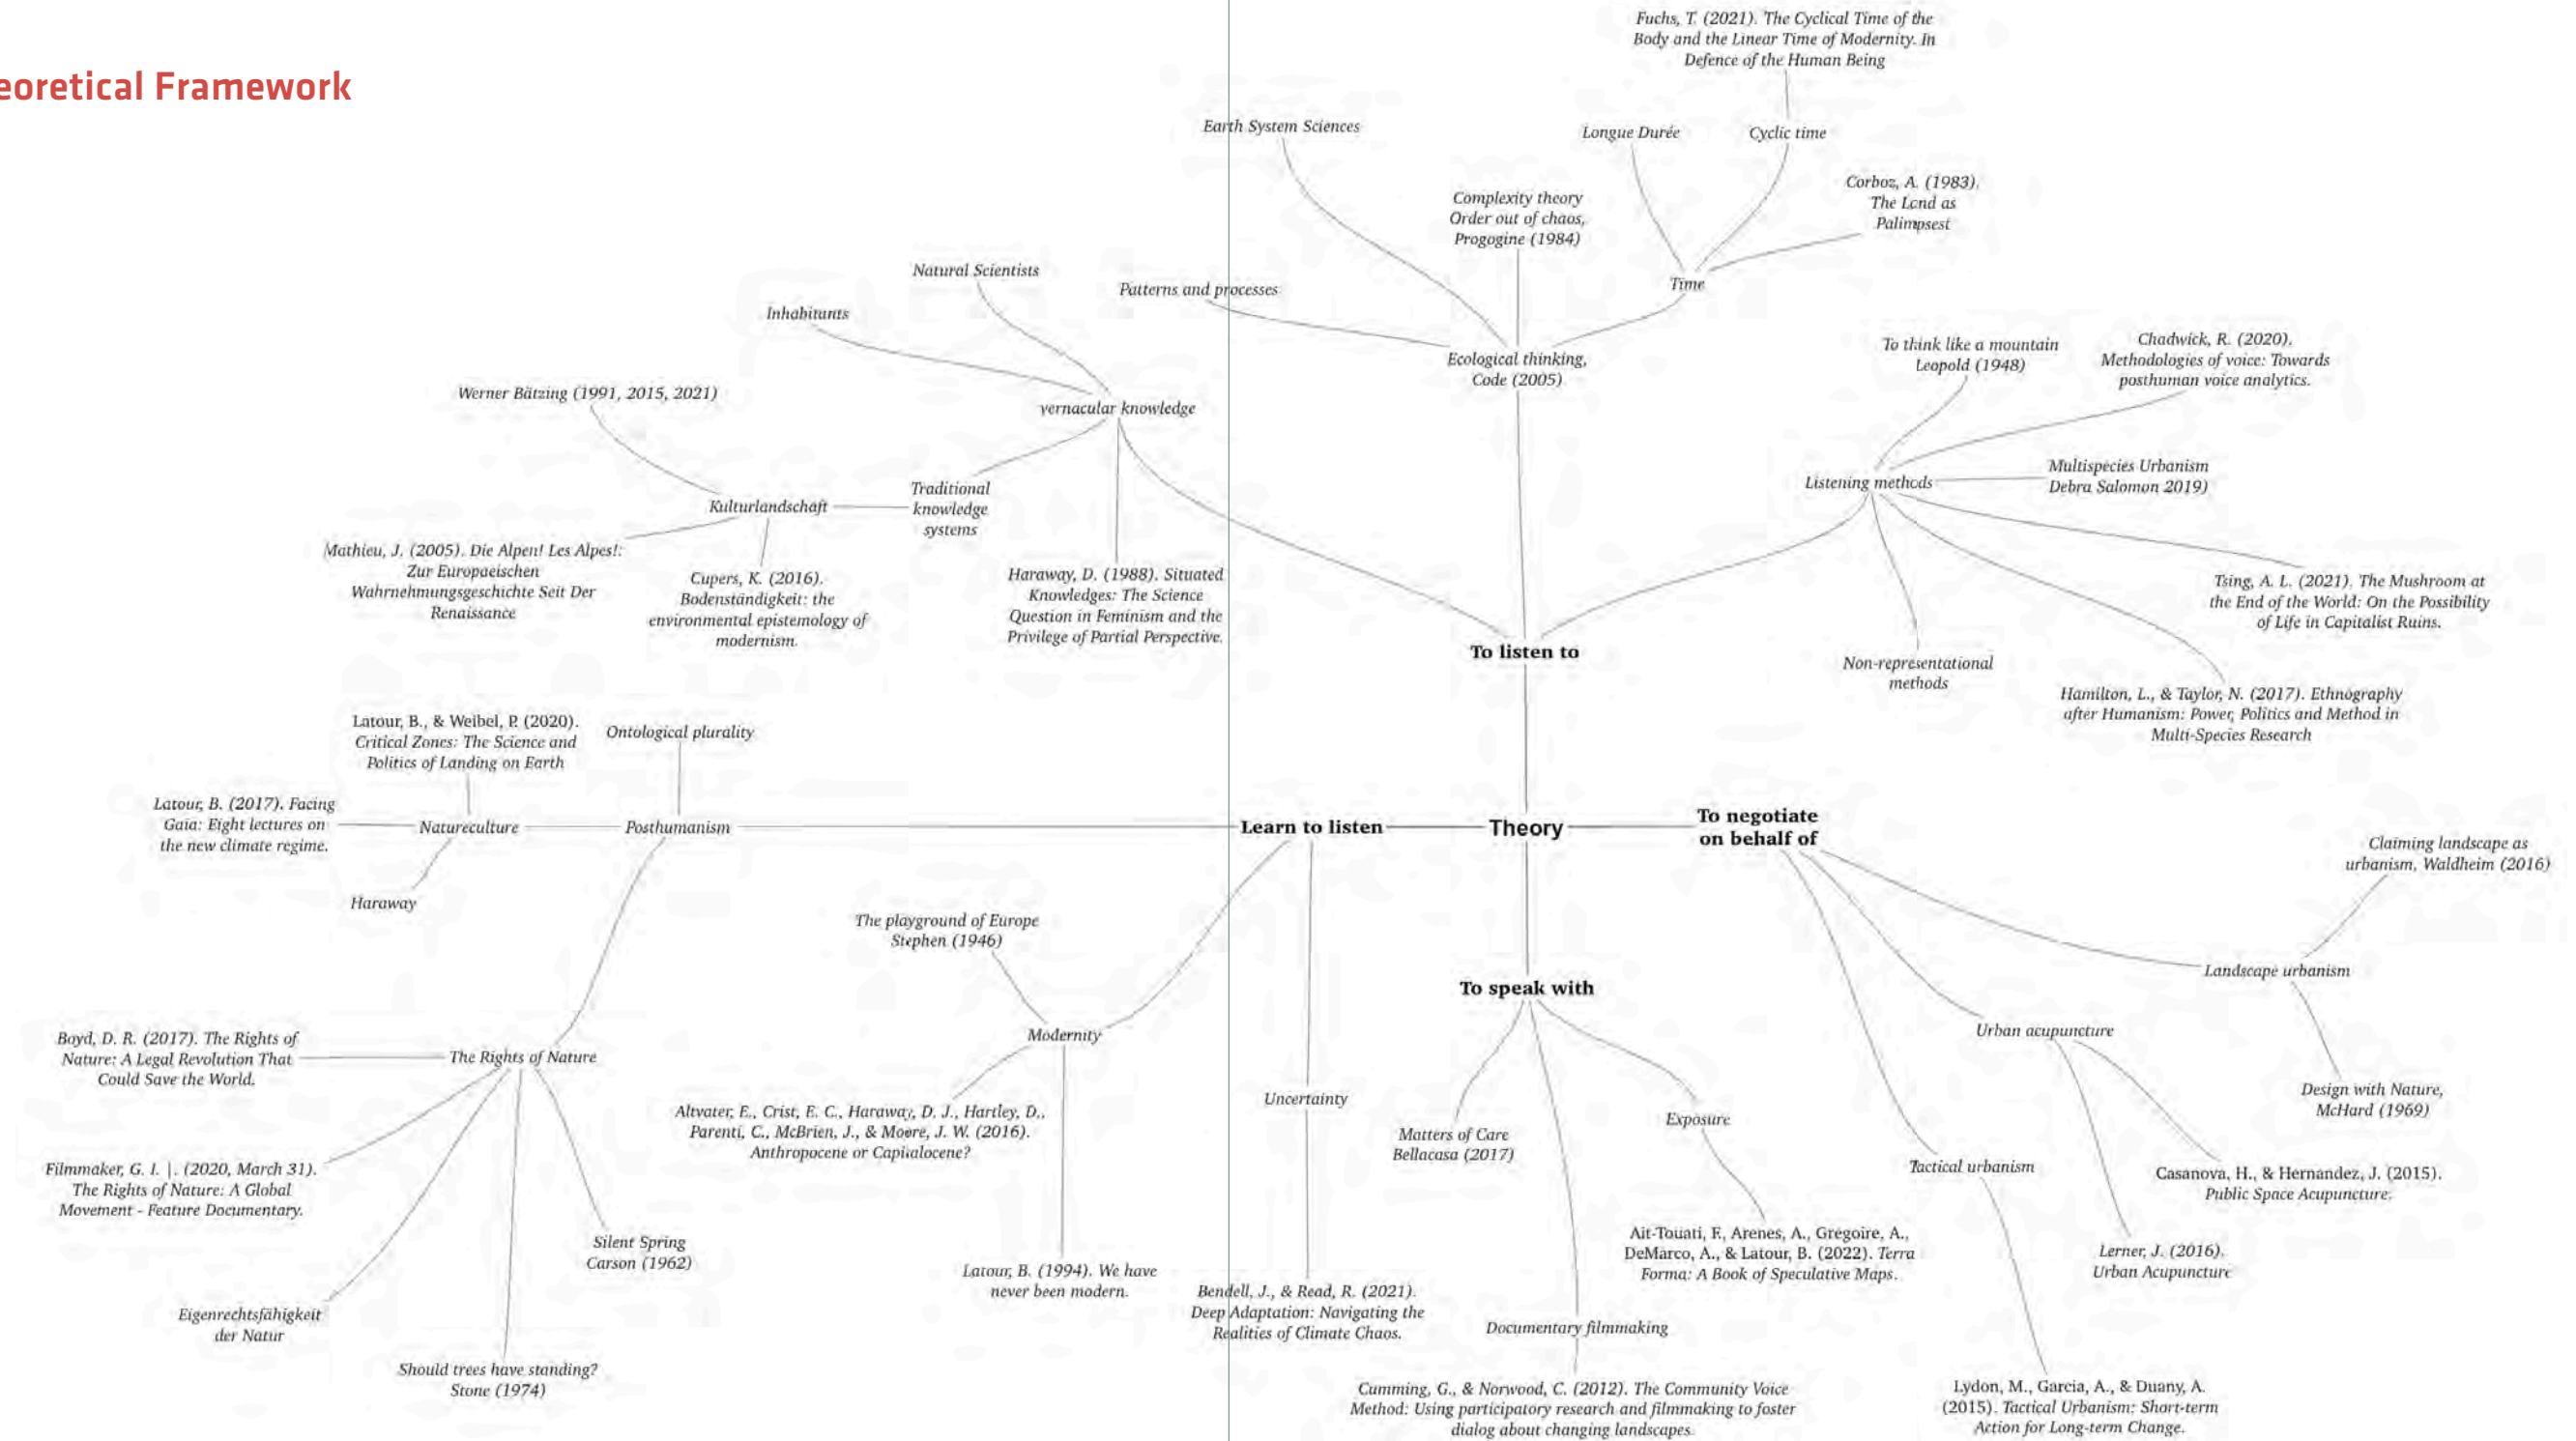 eoretical Framework
Fuchs, T. (2021). The Cyclical Time of the
Body and the Linear Time of Modernity. In
Defence of the Human Being
Earth System Sciences
Longue Durée
Cyclic time
Complexity theory
Order out of chaos,
Progogine (1984)
Corboz, A. (1983).
The Land as
Palimpsest
Natural Scientists
Patterns and processes
Time
Inhabitants
Ecological thinking,
Code (2005)
To think like a mountain
Leopold (1948)
Chadwick, R. (2020).
Methodologies of voice: Towards
posthuman voice analytics.
Werner Bätzing (1991, 2015, 2021)
vernacular knowledge
Listening methods
Multispecies Urbanism
Debra Salomon 2019)
Kulturlandschaft
Traditional
knowledge
systems
Mathieu, J. (2005). Die Alpen! Les Alpes!:
Zur Europaeischen
Wahrnehmungsgeschichte Seit Der
Renaissance
Cupers, K. (2016).
Bodenständigkeit: the
environmental epistemology of
modernism.
Haraway, D. (1988). Situated
Knowledges: The Science
Question in Feminism and the
Privilege of Partial Perspective.
Tsing, A. L. (2021). The Mushroom at
the End of the World: On the Possibility
of Life in Capitalist Ruins.
To listen to
Non-representational
methods
Hamilton, L., & Taylor, N. (2017). Ethnography
after Humanism: Power, Politics and Method in
Multi-Species Research
Latour, B., & Weibel, P. (2020).
Critical Zones: The Science and
Politics of Landing on Earth
Ontological plurality
Latour, B. (2017). Facing
Gaia: Eight lectures on
the new climate regime.
Natureculture
Posthumanism
Learn to listen
Theory
To negotiate
on behalf of
Haraway
Claiming landscape as
urbanism, Waldheim (2016)
The playground of Europe
Stephen (1946)
Landscape urbanism
To speak with
Modernity
Urban acupuncture
Boyd, D. R. (2017). The Rights of
Nature: A Legal Revolution That
Could Save the World.
The Rights of Nature
Uncertainty
Design with Nature,
McHard (1969)
Altvater, E., Crist, E. C., Haraway, D. J., Hartley, D.,
Parenti, C., McBrien, J., & Moore, J. W. (2016).
Anthropocene or Capitalocene?
Matters of Care
Bellacasa (2017)
Exposure
Tactical urbanism
Casanova, H., & Hernandez, J. (2015).
Public Space Acupuncture.
Filmmaker, G. I. |. (2020, March 31).
The Rights of Nature: A Global
Movement - Feature Documentary.
Silent Spring
Carson (1962)
Ait-Touati, F., Arenes, A., Gregoire, A.,
DeMarco, A., & Latour, B. (2022). Terra
Forma: A Book of Speculative Maps.
Lerner, J. (2016).
Urban Acupuncture
Latour, B. (1994). We have
never been modern.
Bendell, J., & Read, R. (2021).
Deep Adaptation: Navigating the
Realities of Climate Chaos.
Eigenrechtsfähigkeit
der Natur
Documentary filmmaking
Should trees have standing?
Stone (1974)
Cumming, G., & Norwood, C. (2012). The Community Voice
Method: Using participatory research and filmmaking to foster
dialog about changing landscapes.
Lydon, M., Garcia, A., & Duany, A.
(2015). Tactical Urbanism: Short-term
Action for Long-term Change.